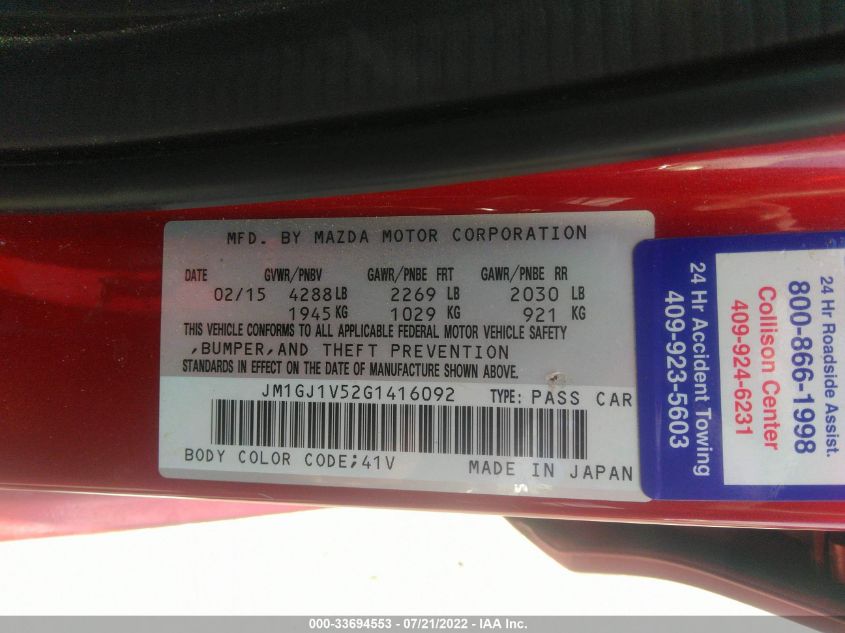 MFD. BY MAZDA MOTOR CORPORATION
DATE GVWR/PNBV GAWR/PNBE FRT GAWR/PNBE RR
02/15 4288 LB 2269 LB 2030 LB
1945 KG 1029 KG 921 KG
THIS VEHICLE CONFORMS TO ALL APPLICABLE FEDERAL MOTOR VEHICLE SAFETY
,BUMPER,AND THEFT PREVENTION
STANDARDS IN EFFECT ON THE DATE OF MANUFACTURE SHOWN ABOVE.
JM1GJ1V52G1416092 TYPE: PASS CAR
BODY COLOR CODE;41V MADE IN JAPAN
24 Hr Accident Towing
409-923-5603
Collison Center
409-924-6231
800-866-1998
24 Hr Roadside Assist.
000-33694553 / 07/21/2022 / IAA Inc.